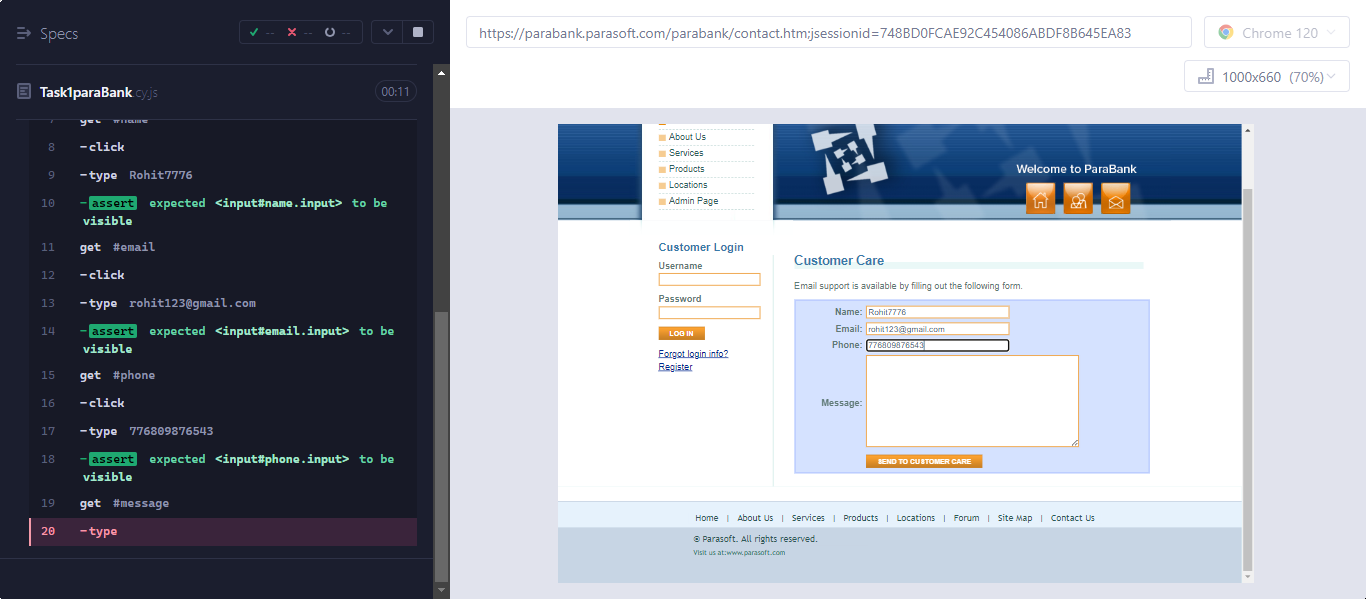 Specs
-- -- --
Task1paraBank.cy.js 00:11
7 get #name
8 -click
9 -type Rohit7776
10 -assert expected <input#name.input> to be
visible
11 get #email
12 -click
13 -type rohit123@gmail.com
14 -assert expected <input#email.input> to be
visible
15 get #phone
16 -click
17 -type 776809876543
18 -assert expected <input#phone.input> to be
visible
19 get #message
20 -type
https://parabank.parasoft.com/parabank/contact.htm;jsessionid=748BD0FCAE92C454086ABDF8B645EA83
Chrome 120
1000x660 (70%)
About Us
Services
Products
Locations
Admin Page
Welcome to ParaBank
Customer Login
Username
Password
LOG IN
Forgot login info?
Register
Customer Care
Email support is available by filling out the following form.
Name: Rohit7776
Email: rohit123@gmail.com
Phone: 776809876543
Message:
SEND TO CUSTOMER CARE
Home | About Us | Services | Products | Locations | Forum | Site Map | Contact Us
© Parasoft. All rights reserved.
Visit us at:www.parasoft.com